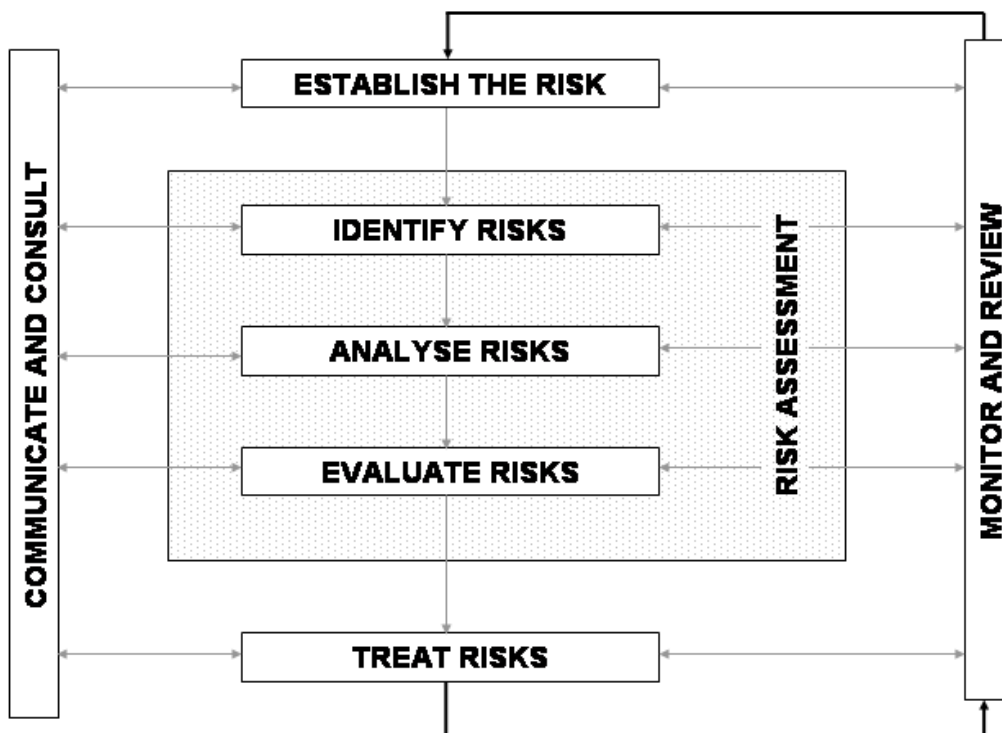 ESTABLISH THE RISK
COMMUNICATE AND CONSULT
IDENTIFY RISKS
ANALYSE RISKS
EVALUATE RISKS
RISK ASSESSMENT
MONITOR AND REVIEW
TREAT RISKS